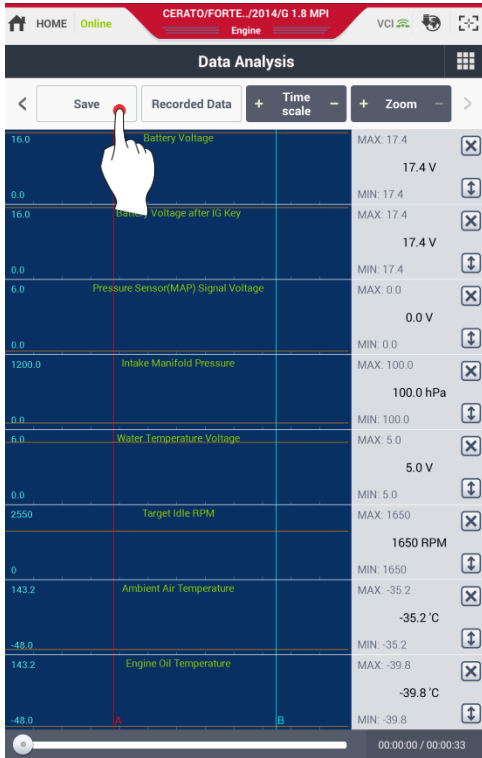 HOME Online
CERATO/FORTE../2014/G 1.8 MPI
Engine
VCI
Data Analysis
< Save Recorded Data + Time scale − + Zoom − >
16.0 Battery Voltage MAX: 17.4
17.4 V
0.0 MIN: 17.4
16.0 Battery Voltage after IG Key MAX: 17.4
17.4 V
0.0 MIN: 17.4
6.0 Pressure Sensor(MAP) Signal Voltage MAX: 0.0
0.0 V
0.0 MIN: 0.0
1200.0 Intake Manifold Pressure MAX: 100.0
100.0 hPa
0.0 MIN: 100.0
6.0 Water Temperature Voltage MAX: 5.0
5.0 V
0.0 MIN: 5.0
2550 Target Idle RPM MAX: 1650
1650 RPM
0 MIN: 1650
143.2 Ambient Air Temperature MAX: -35.2
-35.2 'C
-48.0 MIN: -35.2
143.2 Engine Oil Temperature MAX: -39.8
-39.8 'C
-48.0 A B MIN: -39.8
00:00:00 / 00:00:33